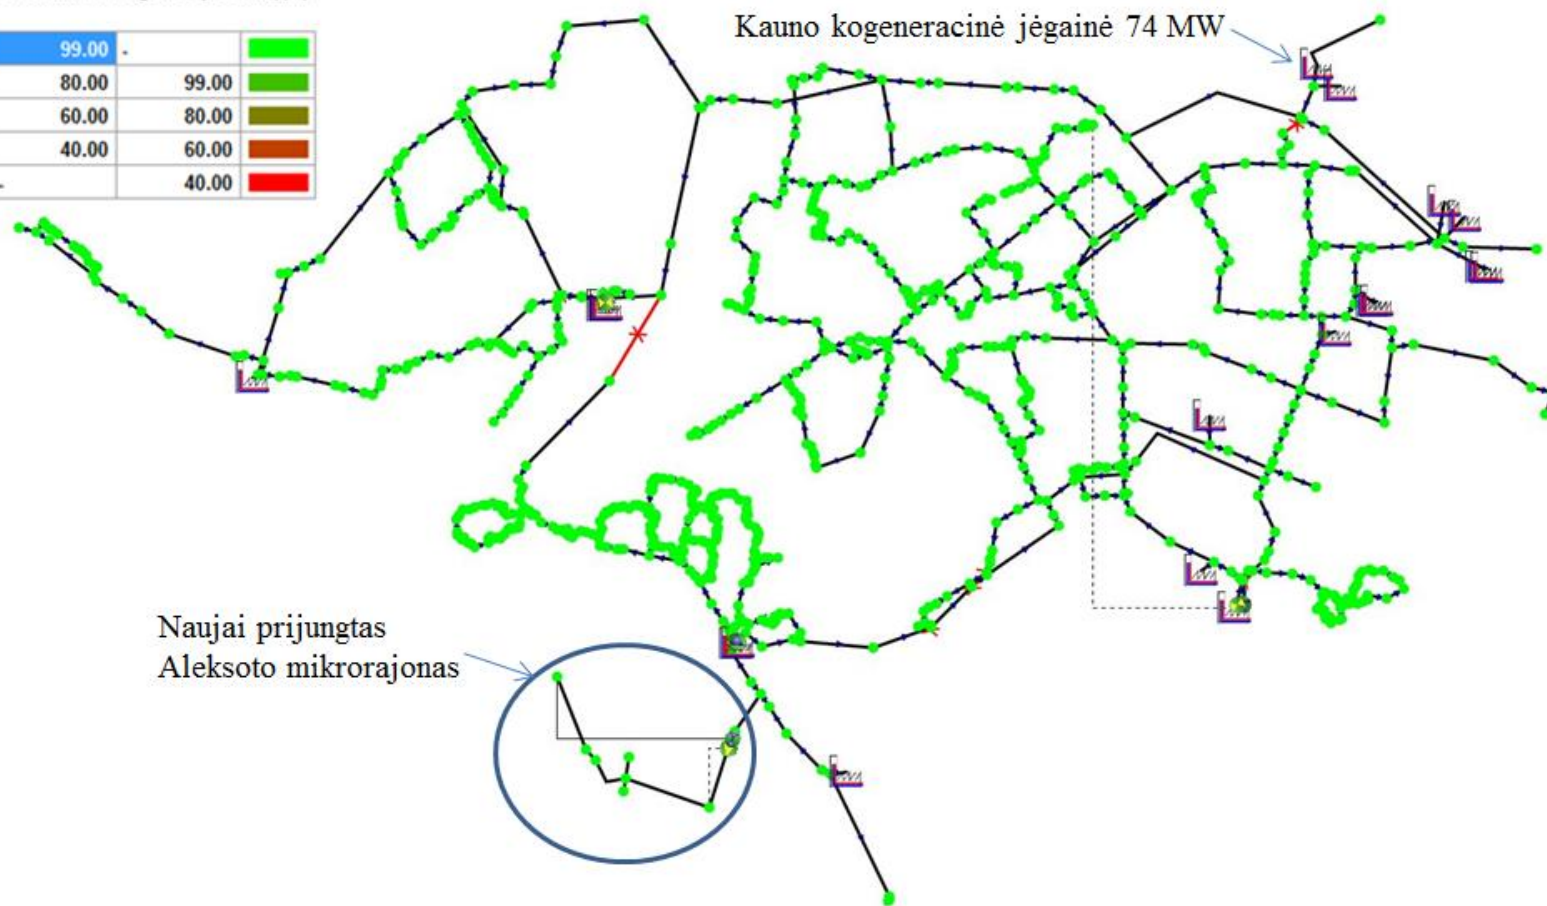 Kauno kogeneracinė jėgainė 74 MW
99.00 -
80.00 99.00
60.00 80.00
40.00 60.00
- 40.00
Naujai prijungtas
Aleksoto mikrorajonas